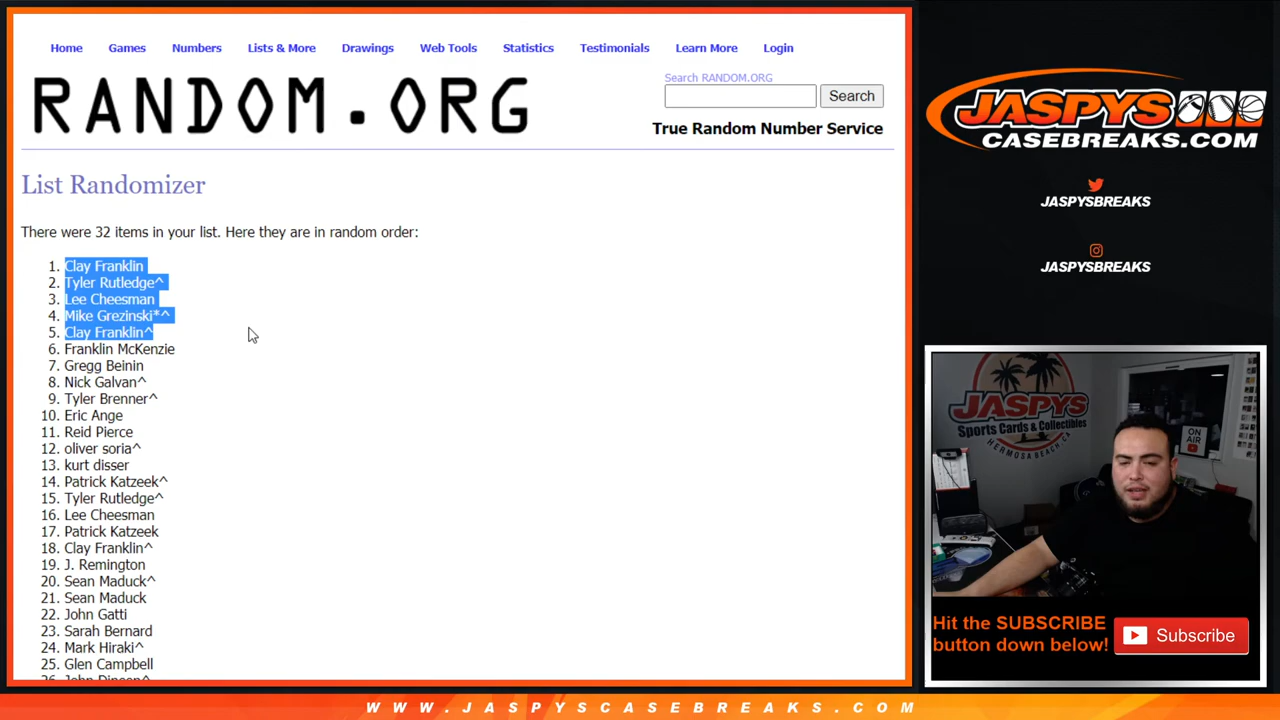 Home Games Numbers Lists & More Drawings Web Tools Statistics Testimonials Learn More Login
RANDOM.ORG
Search RANDOM.ORG
Search
True Random Number Service
List Randomizer
There were 32 items in your list. Here they are in random order:
1. Clay Franklin
2. Tyler Rutledge^
3. Lee Cheesman
4. Mike Grezinski*^
5. Clay Franklin^
6. Franklin McKenzie
7. Gregg Beinin
8. Nick Galvan^
9. Tyler Brenner^
10. Eric Ange
11. Reid Pierce
12. oliver soria^
13. kurt disser
14. Patrick Katzeek^
15. Tyler Rutledge^
16. Lee Cheesman
17. Patrick Katzeek
18. Clay Franklin^
19. J. Remington
20. Sean Maduck^
21. Sean Maduck
22. John Gatti
23. Sarah Bernard
24. Mark Hiraki^
25. Glen Campbell
JASPYS
CASEBREAKS.COM
JASPYSBREAKS
JASPYSBREAKS
JASPYS
Sports Cards & Collectibles
HERMOSA BEACH, CA
ON AIR
Hit the SUBSCRIBE
button down below!
Subscribe
WWW.JASPYSCASEBREAKS.COM